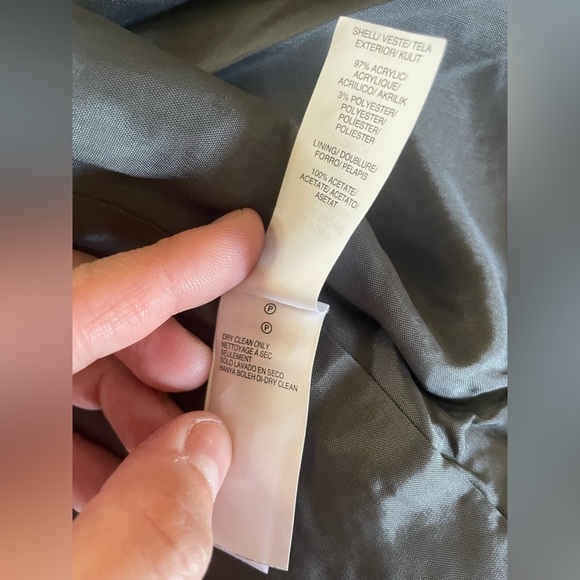 SHELL/ VESTE/ TELA
EXTERIOR/ KULIT
97% ACRYLIC/
ACRYLIQUE/
ACRILICO/ AKRILIK
3% POLYESTER/
POLYESTER/
POLIESTER/
POLIESTER
LINING/ DOUBLURE/
FORRO/ PELAPIS
100% ACETATE/
ACETATE/ ACETATO/
ASETAT
P
P
DRY CLEAN ONLY
NETTOYAGE À SEC
SEULEMENT
SOLO LAVADO EN SECO
HANYA BOLEH DI-DRY CLEAN